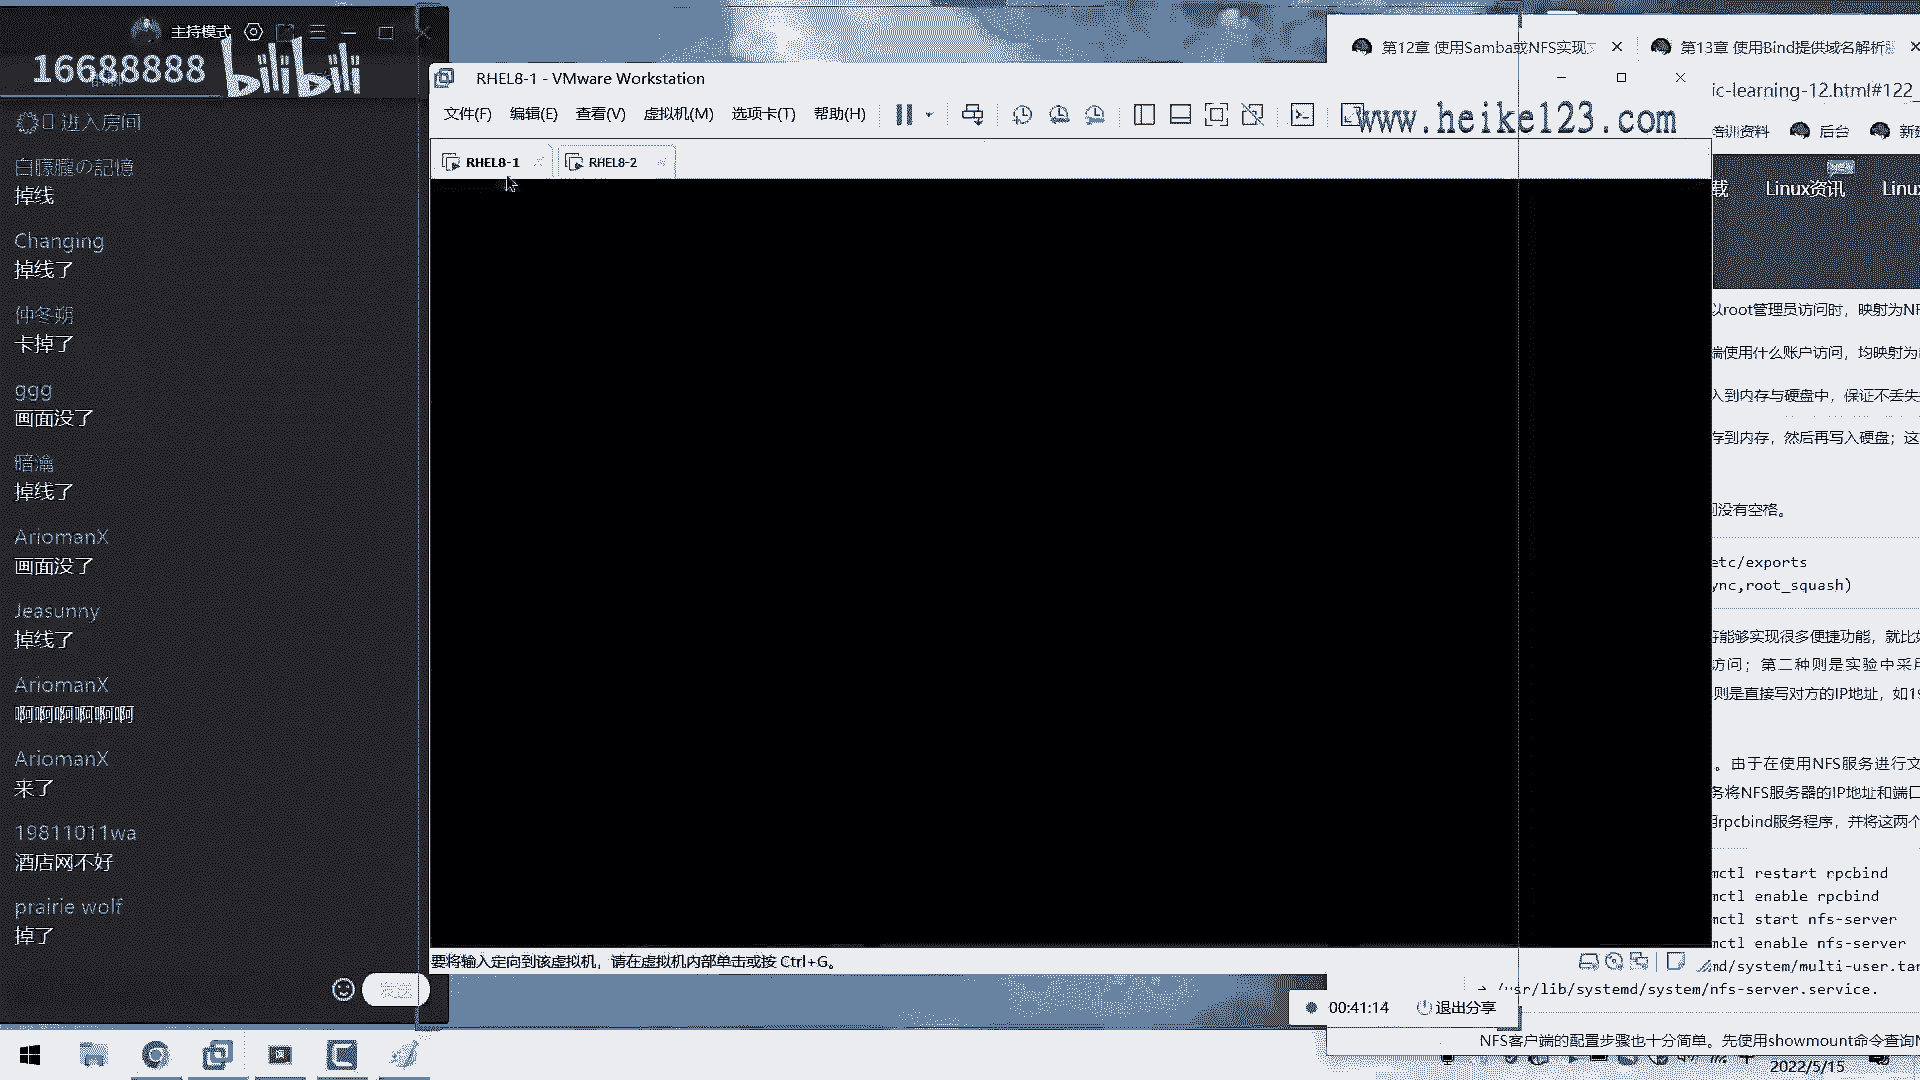 主持模式
16688888
bilibili
进入房间
白朦朧の記憶
掉线
Changing
掉线了
仲冬朔
卡掉了
ggg
画面没了
暗瀹
掉线了
AriomanX
画面没了
Jeasunny
掉线了
AriomanX
啊啊啊啊啊啊
AriomanX
来了
19811011wa
酒店网不好
prairie wolf
掉了
发送
RHEL8-1 - VMware Workstation
文件(F) 编辑(E) 查看(V) 虚拟机(M) 选项卡(T) 帮助(H)
www.heike123.com
RHEL8-1
RHEL8-2
要将输入定向到该虚拟机，请在虚拟机内部单击或按 Ctrl+G。
第12章 使用Samba或NFS实现
第13章 使用Bind提供域名解析
ic-learning-12.html#122_
培训资料 后台
载 Linux资讯 Linu
以root管理员访问时，映射为NF
端使用什么账户访问，均映射为
入到内存与硬盘中，保证不丢失
存到内存，然后再写入硬盘；这
没有空格。
etc/exports
ync,root_squash)
符能够实现很多便捷功能，就比如
访问；第二种则是实验中采用
则是直接写对方的IP地址，如19
。由于在使用NFS服务进行文
务将NFS服务器的IP地址和端口
用rpcbind服务程序，并将这两个
mctl restart rpcbind
mctl enable rpcbind
mctl start nfs-server
mctl enable nfs-server
md/system/multi-user.tar
→ /usr/lib/systemd/system/nfs-server.service.
NFS客户端的配置步骤也十分简单。先使用showmount命令查询N
00:41:14 退出分享
2022/5/15